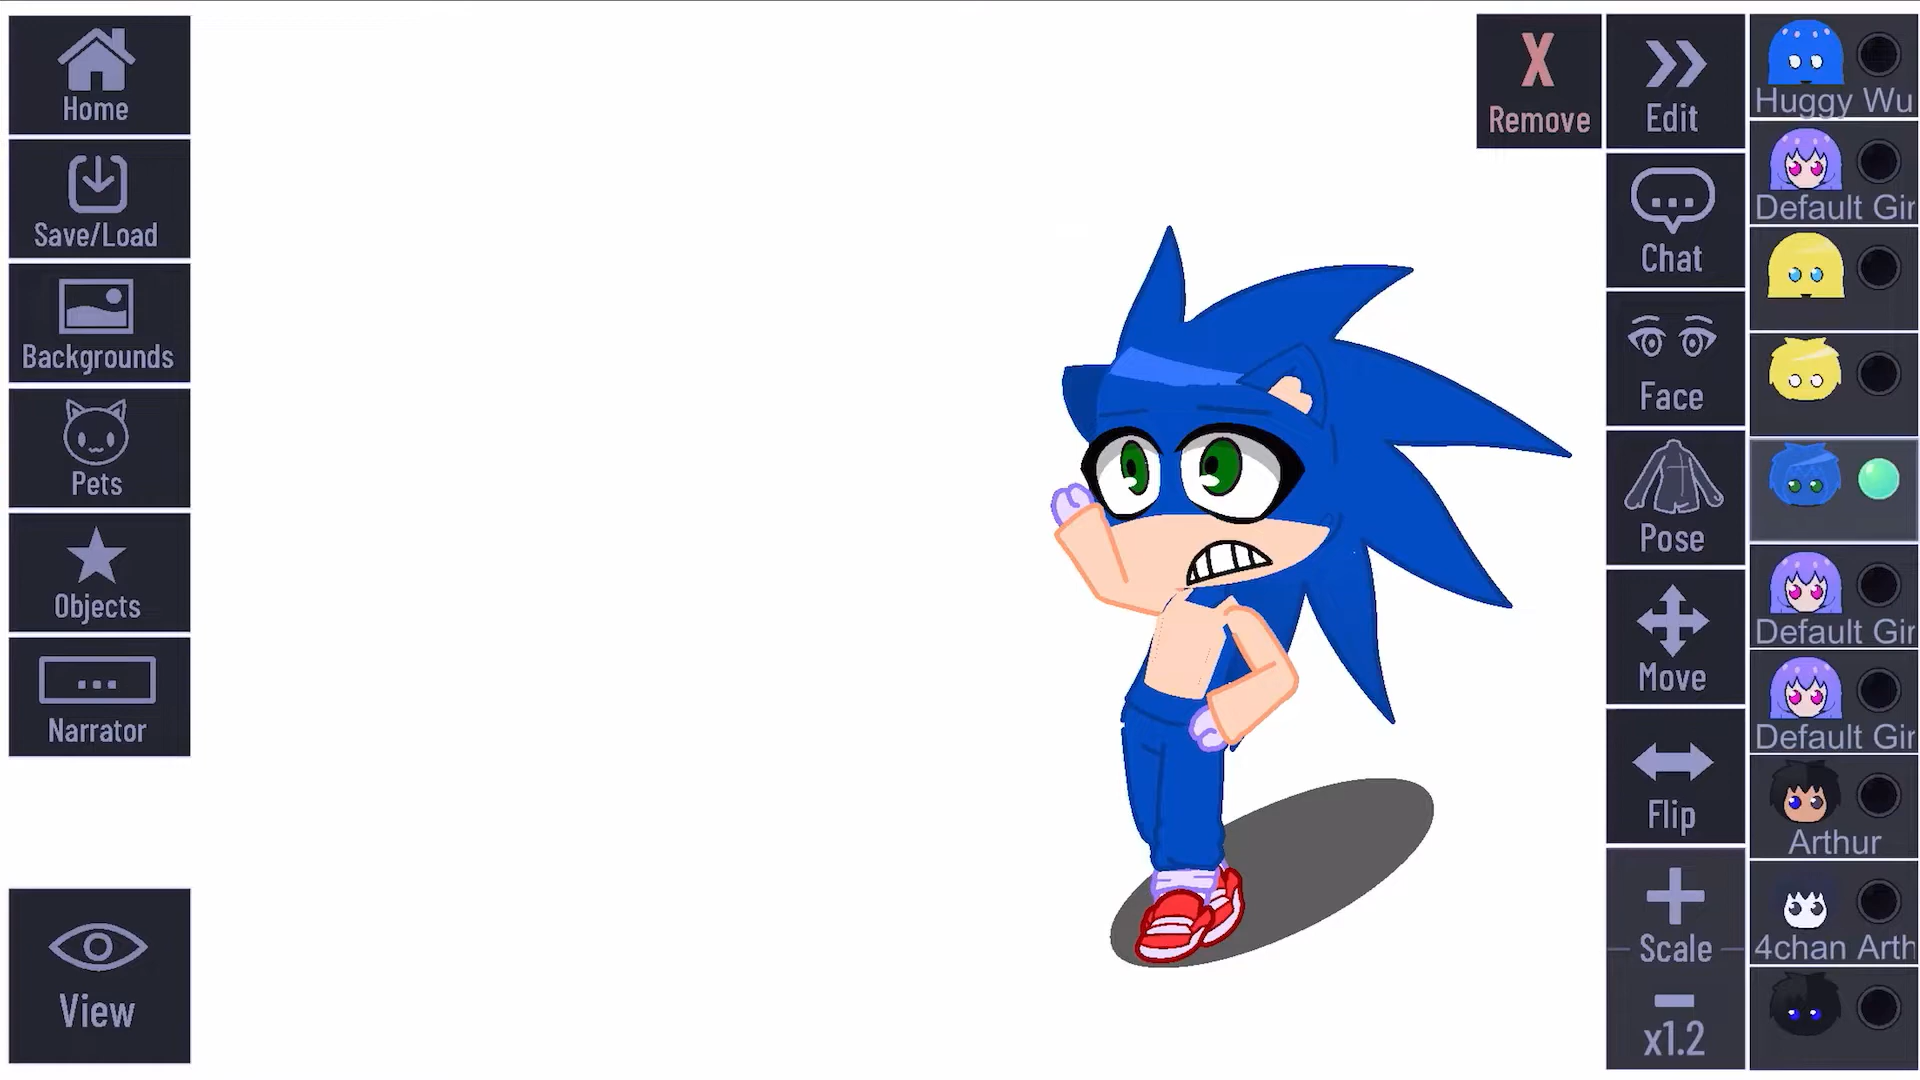 Home
Save/Load
Backgrounds
Pets
Objects
...
Narrator
View
X
Remove
Edit
...
Chat
Face
Pose
Move
Flip
Scale
x1.2
Huggy Wu
Default Gir
Default Gir
Default Gir
Arthur
4chan Arth